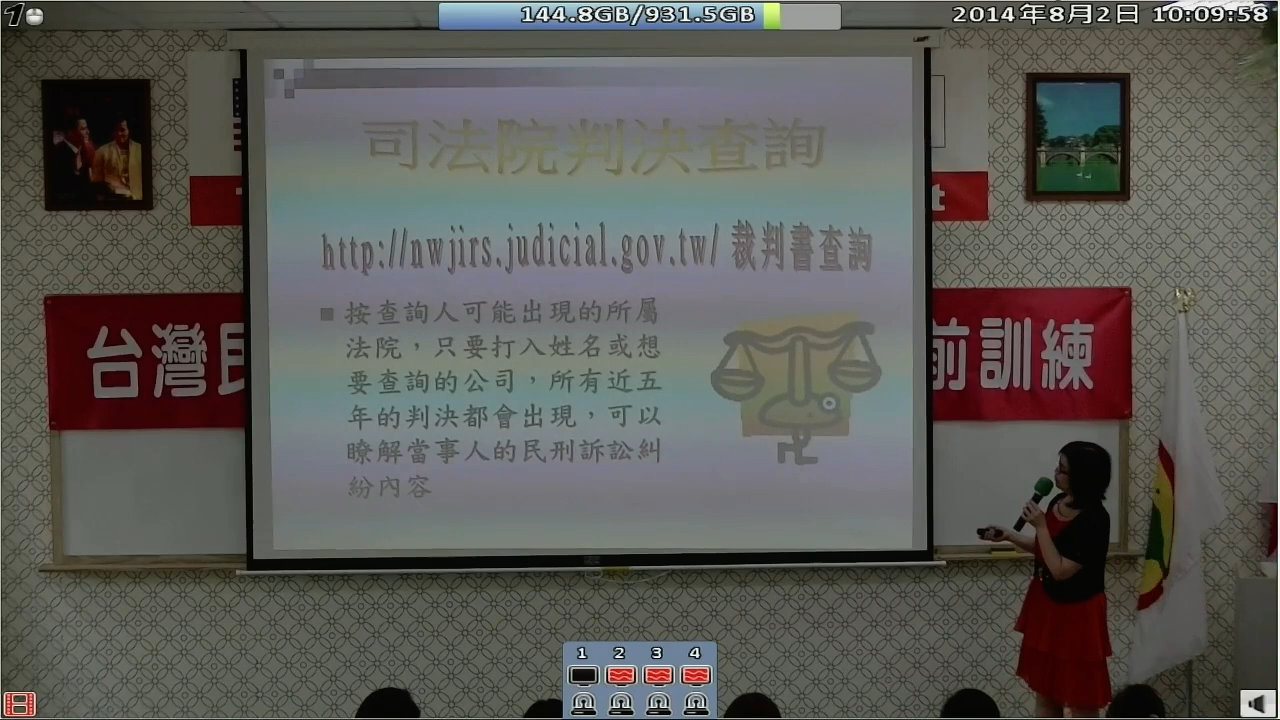 1
144.8GB/931.5GB
2014年8月2日 10:09:58
司法院判決查詢
http://nwjirs.judicial.gov.tw/ 裁判書查詢
按查詢人可能出現的所屬
法院，只要打入姓名或想
要查詢的公司，所有近五
年的判決都會出現，可以
瞭解當事人的民刑訴訟糾
紛內容
t
台灣民
前訓練
1 2 3 4